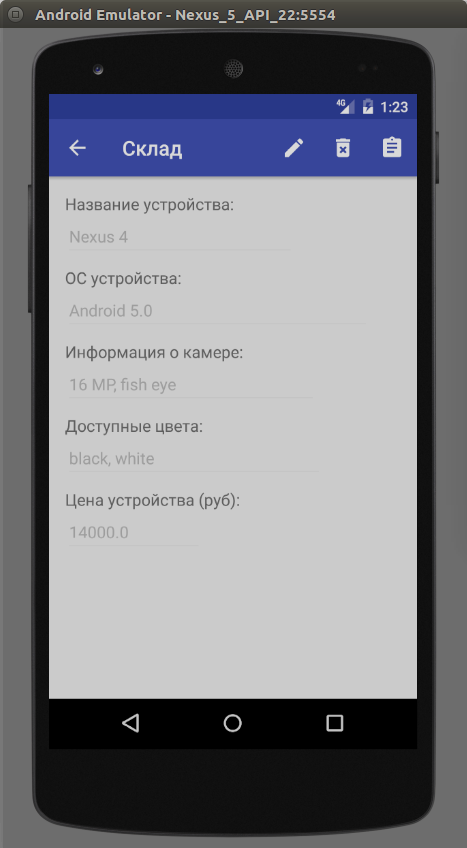 Android Emulator - Nexus_5_API_22:5554
4G 1:23
Склад
Название устройства:
Nexus 4
ОС устройства:
Android 5.0
Информация о камере:
16 MP, fish eye
Доступные цвета:
black, white
Цена устройства (руб):
14000.0